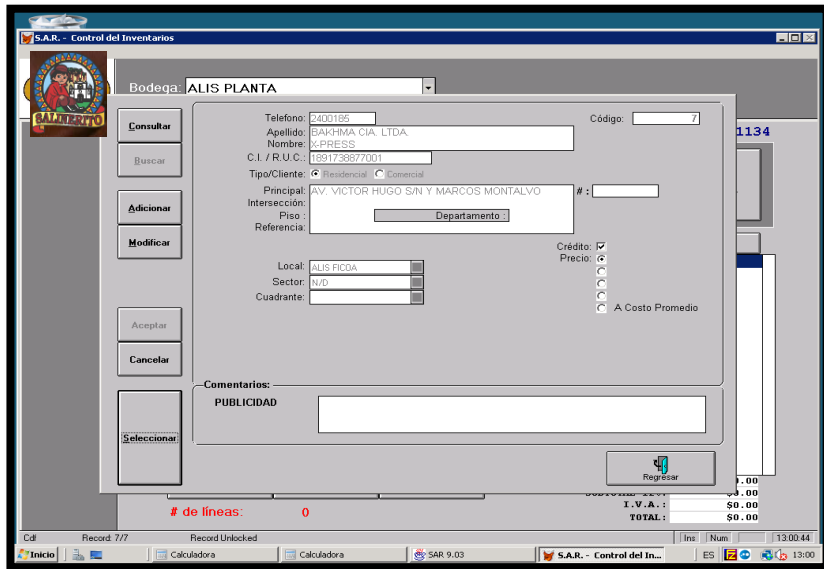 S.A.R. - Control del Inventarios
SALINERITO
Bodega: ALIS PLANTA
1134
Consultar
Buscar
Adicionar
Modificar
Aceptar
Cancelar
Seleccionar
Telefono: 2400185
Código: 7
Apellido: BAKHMA CIA. LTDA.
Nombre: X-PRESS
C.I. / R.U.C.: 1891738877001
Tipo/Cliente: Residencial Comercial
Principal: AV. VICTOR HUGO S/N Y MARCOS MONTALVO # :
Intersección:
Piso : Departamento :
Referencia:
Crédito:
Precio:
Local: ALIS FICOA
Sector: N/D
Cuadrante:
A Costo Promedio
Comentarios:
PUBLICIDAD
Regresar
# de líneas: 0
.00
$0.00
I.V.A.: $0.00
TOTAL: $0.00
Cdf Record: 7/7 Record Unlocked Ins Num 13:00:44
Inicio Calculadora Calculadora SAR 9.03 S.A.R. - Control del In... ES 13:00